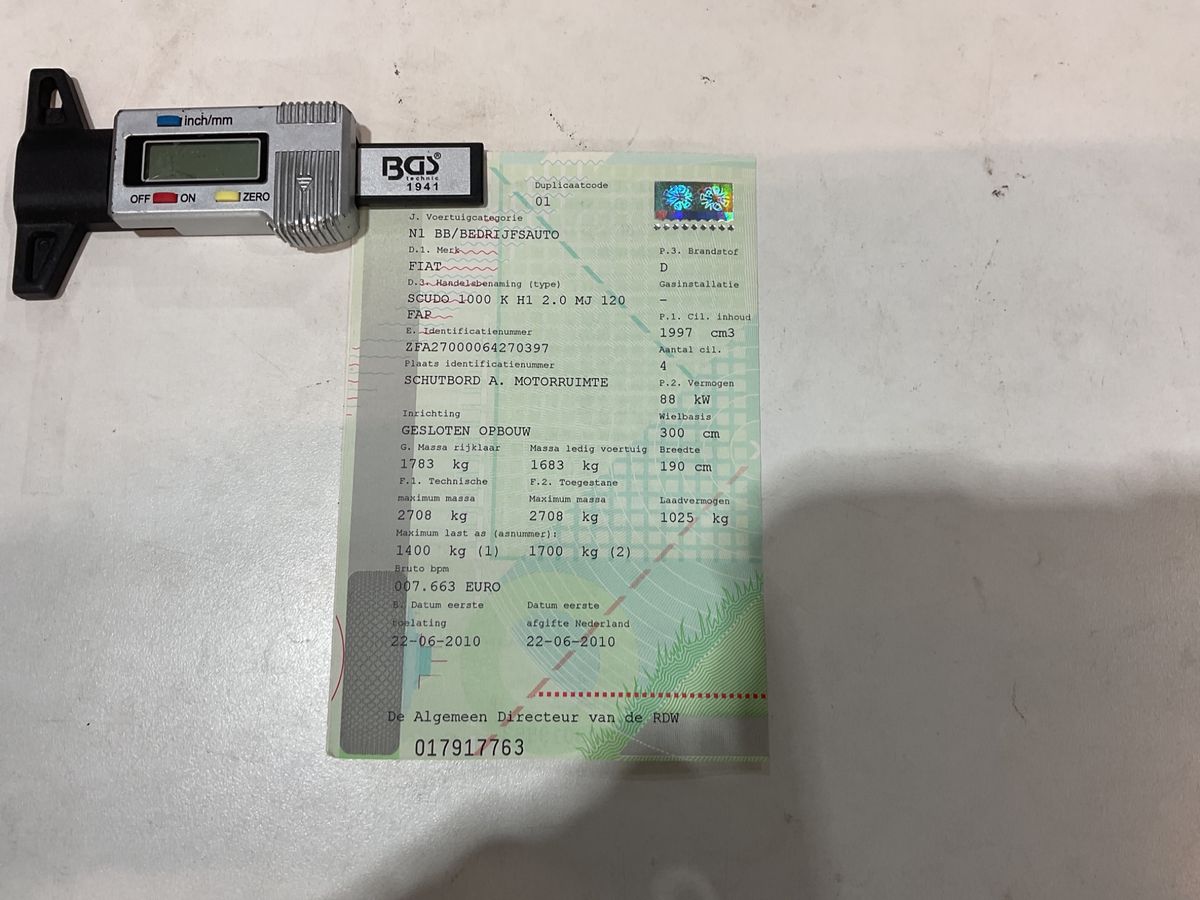 inch/mm
OFF ON ZERO
BGS®
technic
1941
Duplicaatcode
01
J. Voertuigcategorie
N1 BB/BEDRIJFSAUTO
D.1. Merk P.3. Brandstof
FIAT D
D.3. Handelsbenaming (type) Gasinstallatie
SCUDO 1000 K H1 2.0 MJ 120 –
FAP P.1. Cil. inhoud
E. Identificatienummer 1997 cm3
ZFA27000064270397 Aantal cil.
Plaats identificatienummer 4
SCHUTBORD A. MOTORRUIMTE P.2. Vermogen
88 kW
Inrichting Wielbasis
GESLOTEN OPBOUW 300 cm
G. Massa rijklaar Massa ledig voertuig Breedte
1783 kg 1683 kg 190 cm
F.1. Technische F.2. Toegestane
maximum massa Maximum massa Laadvermogen
2708 kg 2708 kg 1025 kg
Maximum last as (asnummer):
1400 kg (1) 1700 kg (2)
Bruto bpm
007.663 EURO
B. Datum eerste Datum eerste
toelating afgifte Nederland
22-06-2010 22-06-2010
De Algemeen Directeur van de RDW
017917763